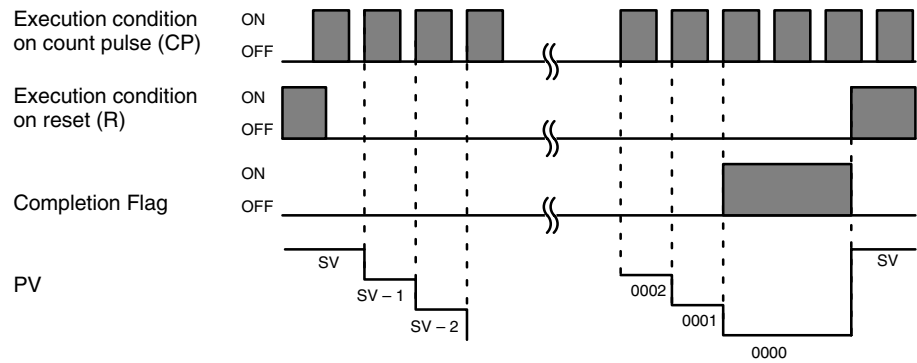 Execution condition
on count pulse (CP)
ON
OFF
Execution condition
on reset (R)
ON
OFF
ON
Completion Flag
OFF
PV
SV
SV – 1
SV – 2
0002
0001
0000
SV